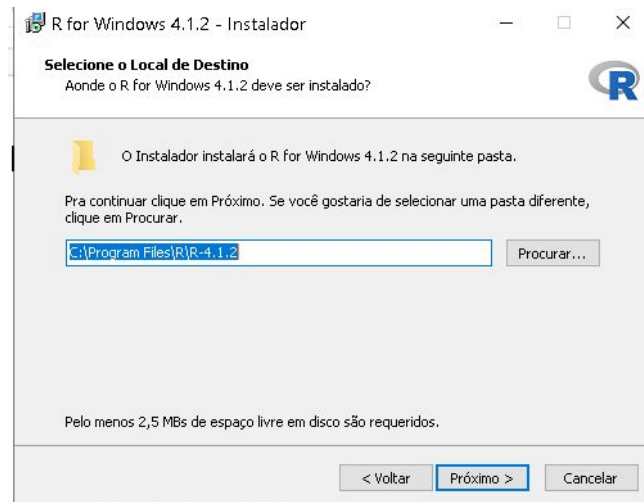 R for Windows 4.1.2 - Instalador
Selecione o Local de Destino
Aonde o R for Windows 4.1.2 deve ser instalado?
R
O Instalador instalará o R for Windows 4.1.2 na seguinte pasta.
Pra continuar clique em Próximo. Se você gostaria de selecionar uma pasta diferente,
clique em Procurar.
C:\Program Files\R\R-4.1.2
Procurar...
Pelo menos 2,5 MBs de espaço livre em disco são requeridos.
< Voltar
Próximo >
Cancelar